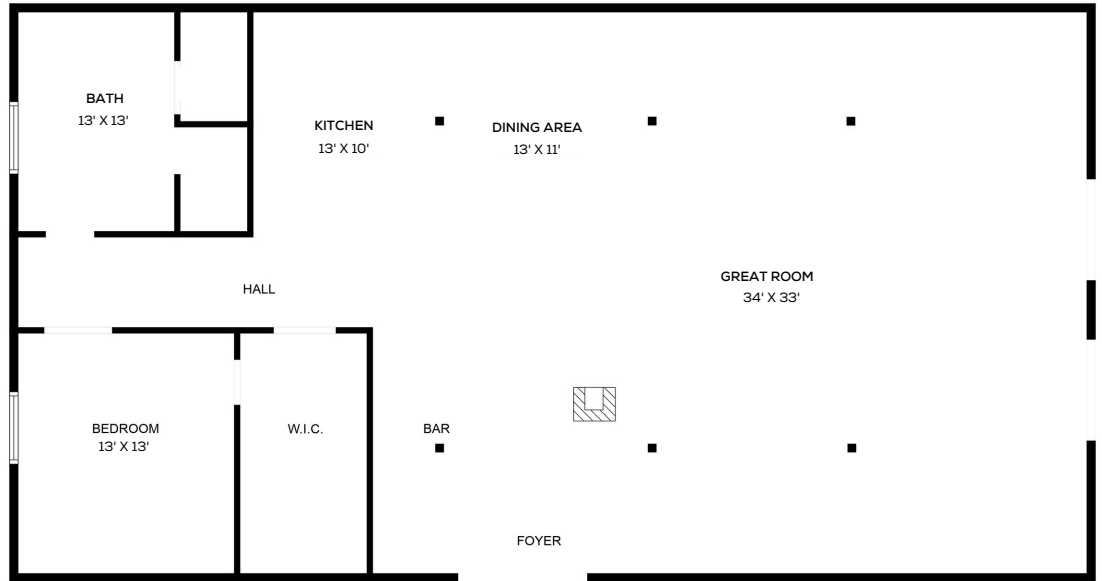 BATH
13' X 13'
KITCHEN
13' X 10'
DINING AREA
13' X 11'
GREAT ROOM
34' X 33'
HALL
BEDROOM
13' X 13'
W.I.C.
BAR
FOYER